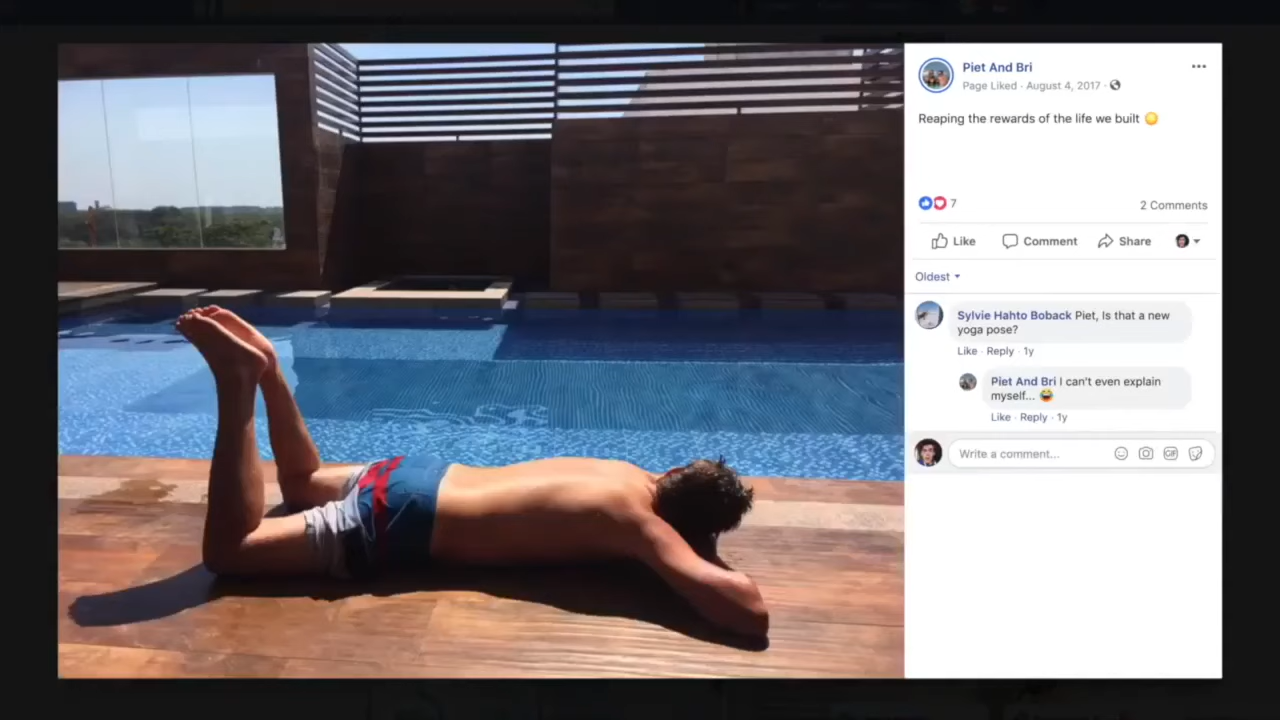 Piet And Bri
Page Liked · August 4, 2017 ·
Reaping the rewards of the life we built 🌞
7
2 Comments
Like Comment Share
Oldest
Sylvie Hahto Boback Piet, Is that a new
yoga pose?
Like · Reply · 1y
Piet And Bri I can't even explain
myself... 😂
Like · Reply · 1y
Write a comment...
GIF